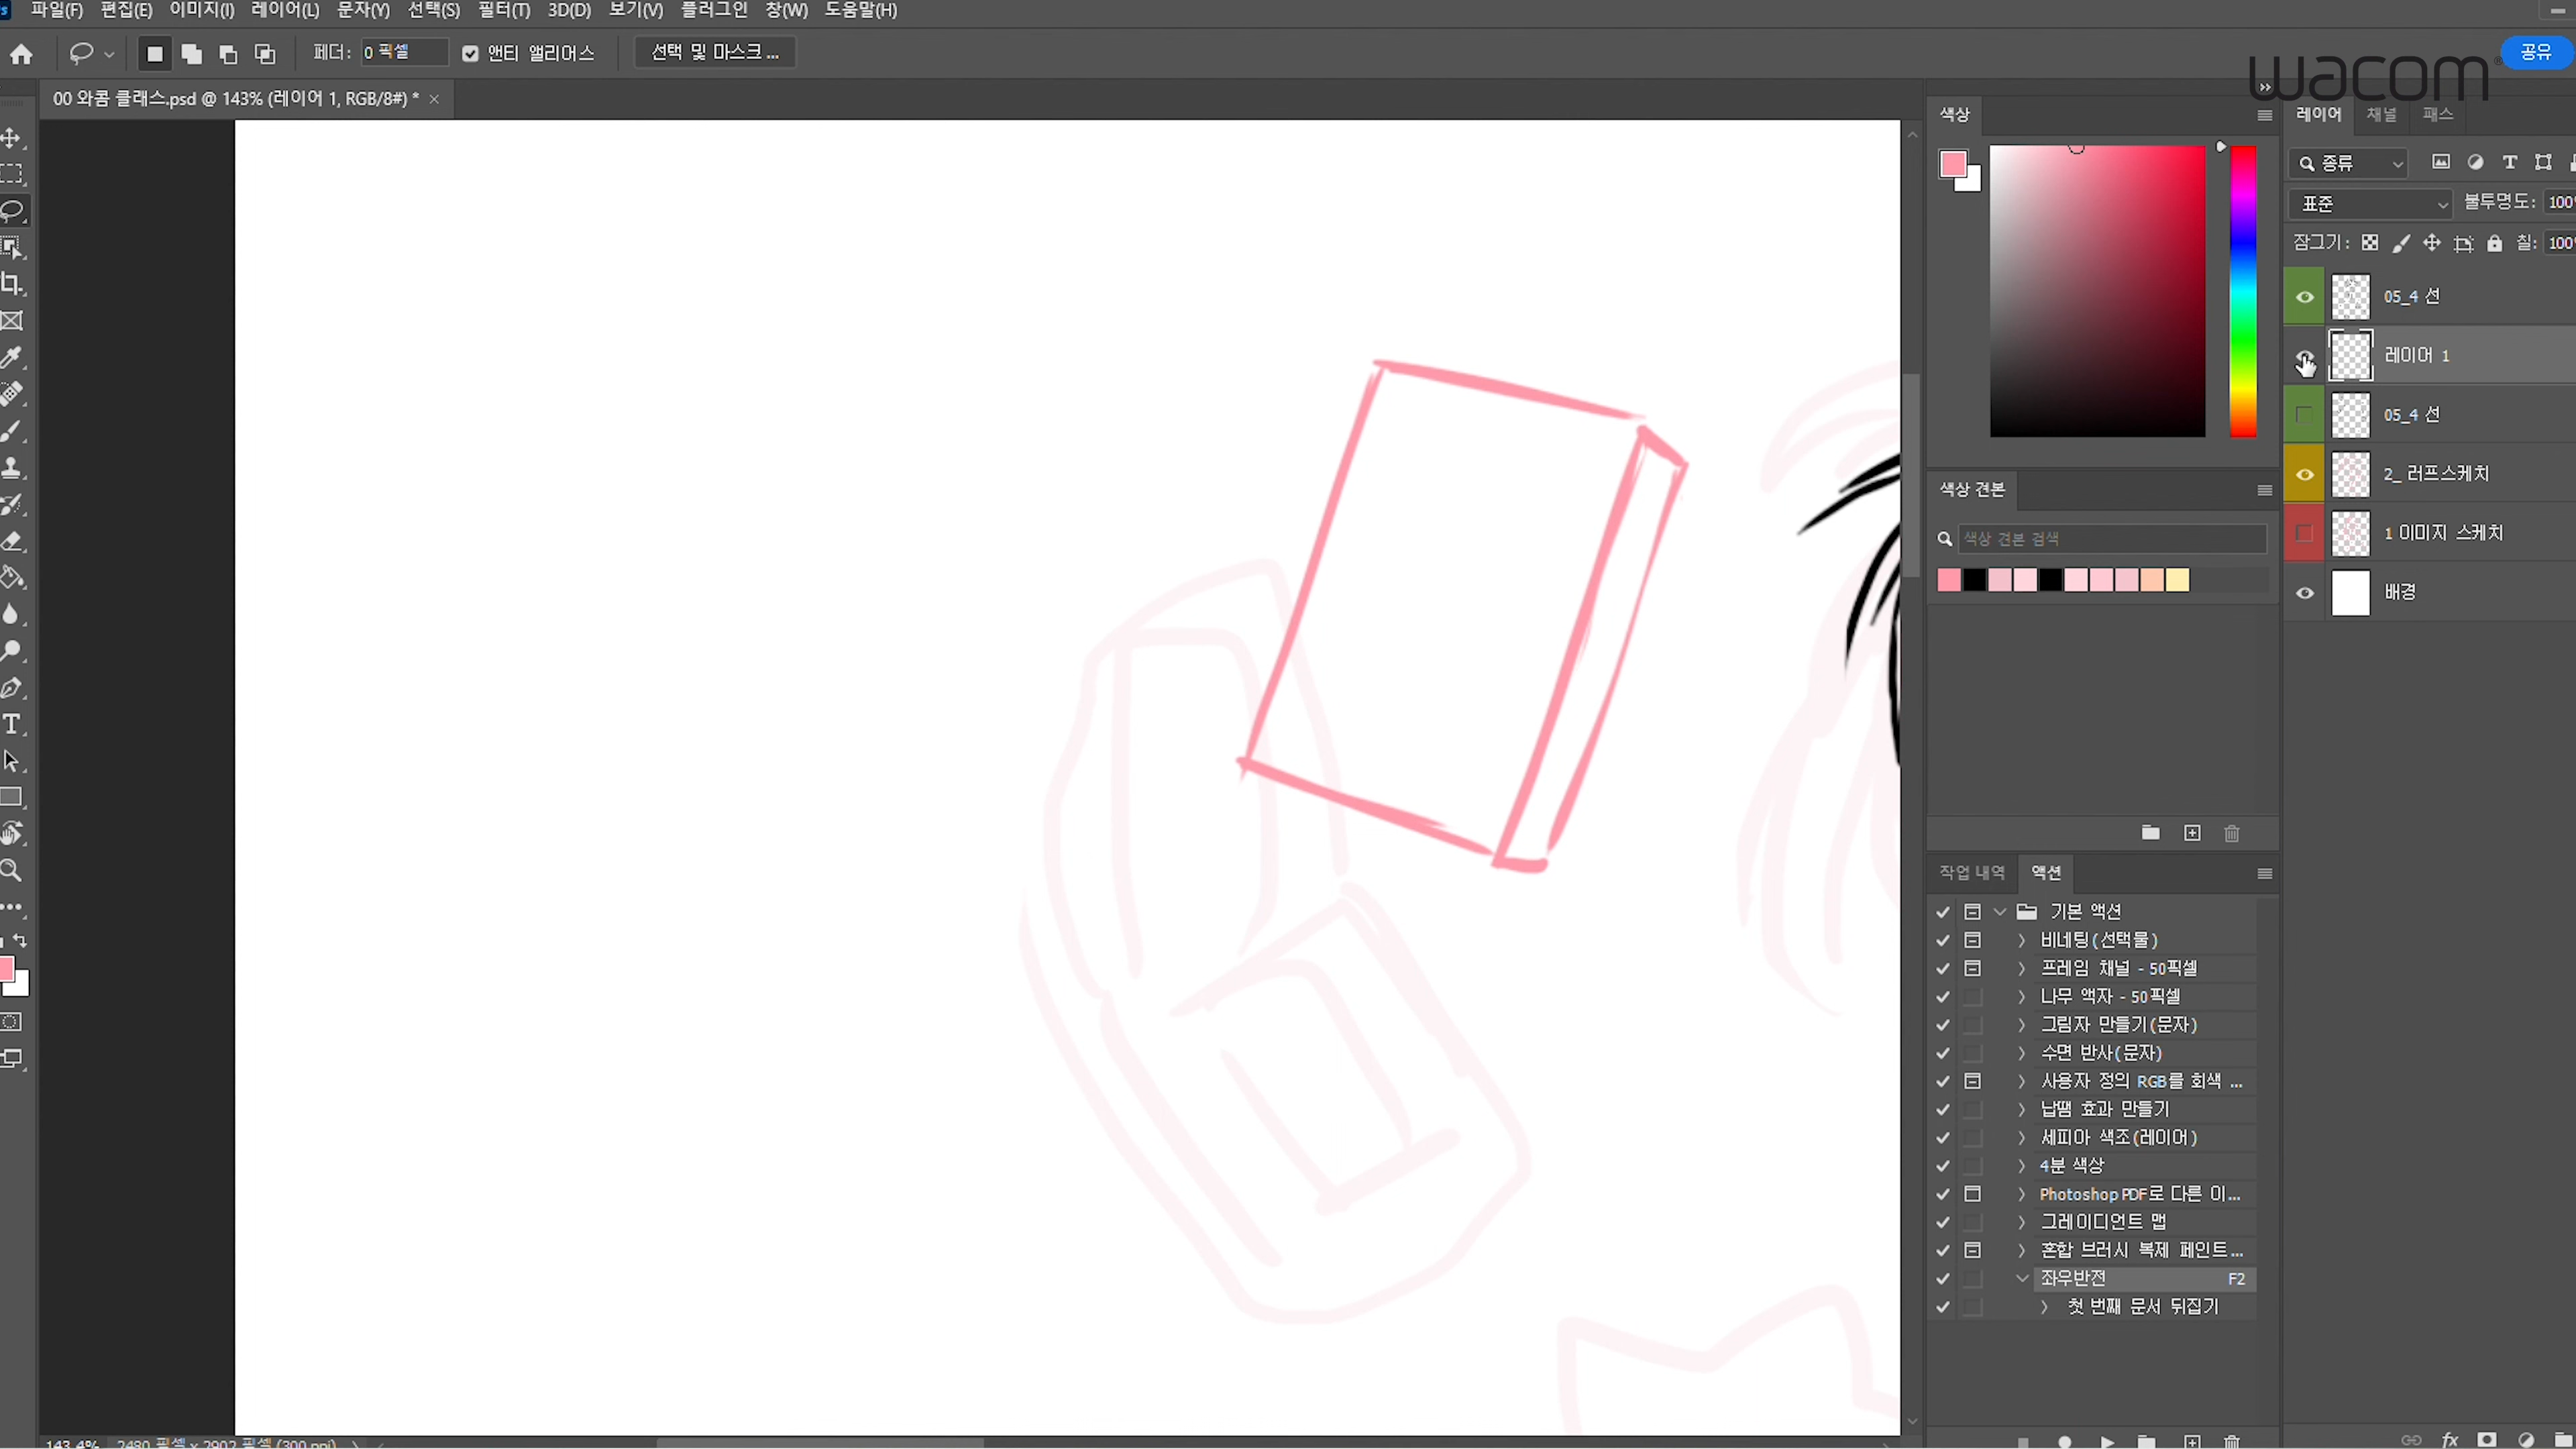 파일(F) 편집(E) 이미지(I) 레이어(L) 문자(Y) 선택(S) 필터(T) 3D(D) 보기(V) 플러그인 창(W) 도움말(H)
페더: 0 픽셀 앤티 앨리어스 선택 및 마스크 ...
wacom
공유
00 와콤 클래스.psd @ 143% (레이어 1, RGB/8#) * ×
색상
레이어 채널 패스
종류
표준 불투명도: 100
잠그기: 칠: 100
05_4 선
레이어 1
05_4 선
2_ 러프스케치
1 이미지 스케치
배경
색상 견본
색상 견본 검색
작업 내역 액션
기본 액션
비네팅(선택물)
프레임 채널 - 50픽셀
나무 액자 - 50픽셀
그림자 만들기(문자)
수면 반사(문자)
사용자 정의 RGB를 회색 ...
납땜 효과 만들기
세피아 색조(레이어)
4분 색상
Photoshop PDF로 다른 이...
그레이디언트 맵
혼합 브러시 복제 페인트...
좌우반전 F2
첫 번째 문서 뒤집기
143.4% 2480 픽셀 x 2902 픽셀 (300 ppi)
fx